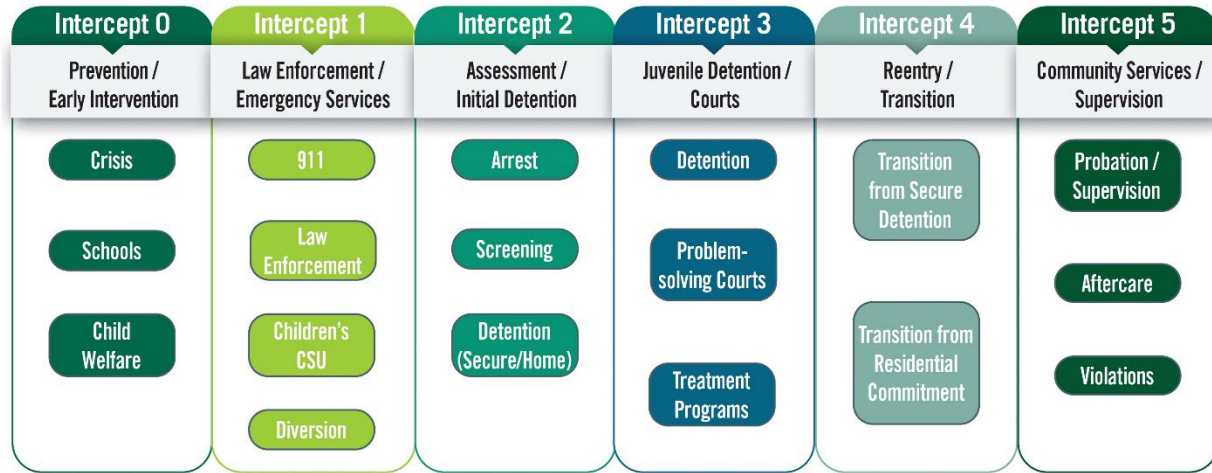 Intercept 0
Prevention /
Early Intervention
Crisis
Schools
Child
Welfare
Intercept 1
Law Enforcement /
Emergency Services
911
Law
Enforcement
Children's
CSU
Diversion
Intercept 2
Assessment /
Initial Detention
Arrest
Screening
Detention
(Secure/Home)
Intercept 3
Juvenile Detention /
Courts
Detention
Problem-
solving Courts
Treatment
Programs
Intercept 4
Reentry /
Transition
Transition
from Secure
Detention
Transition from
Residential
Commitment
Intercept 5
Community Services /
Supervision
Probation /
Supervision
Aftercare
Violations